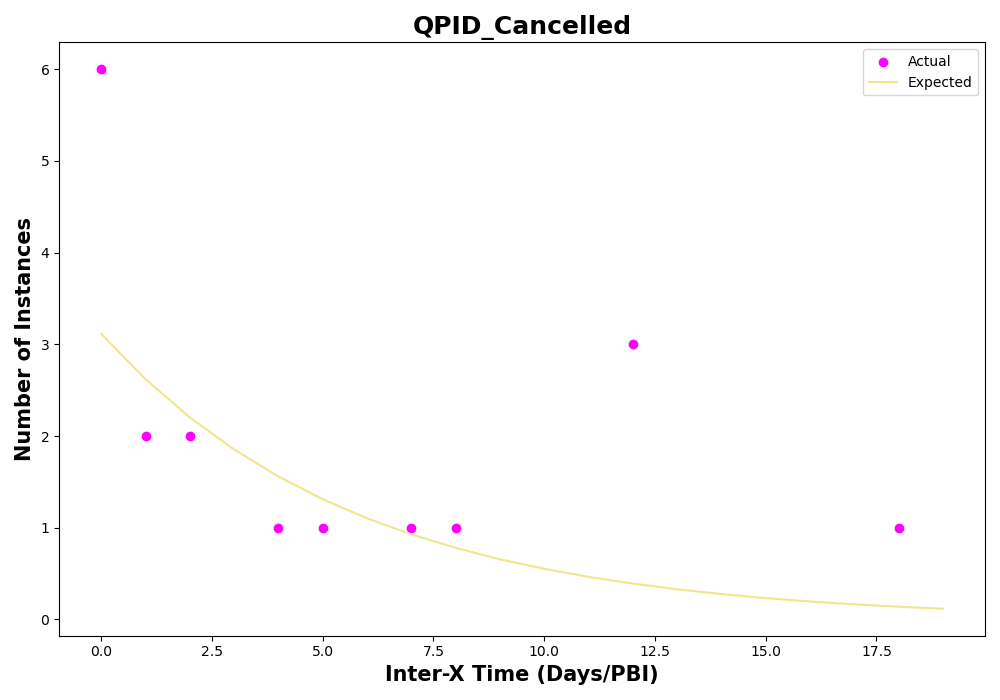 QPID_Cancelled
Actual
Expected
6
5
4
3
2
1
0
Number of Instances
0.0 2.5 5.0 7.5 10.0 12.5 15.0 17.5
Inter-X Time (Days/PBI)